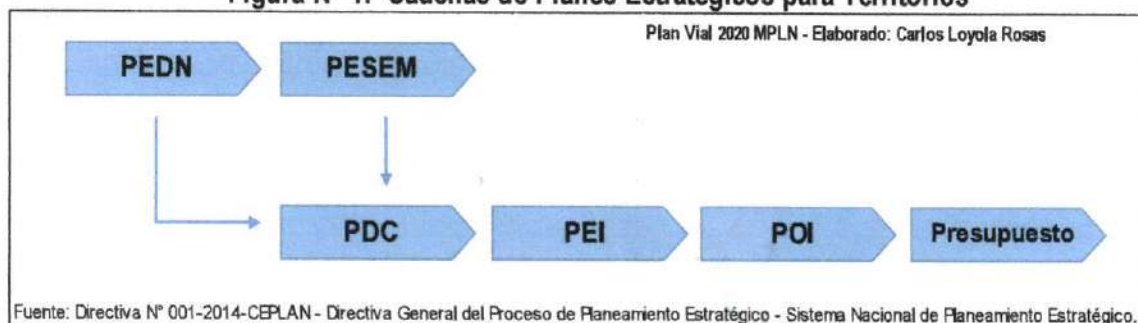 Plan Vial 2020 MPLN - Elaborado: Carlos Loyola Rosas
PEDN
PESEM
PDC
PEI
POI
Presupuesto
Fuente: Directiva N° 001-2014-CEPLAN - Directiva General del Proceso de Planeamiento Estratégico - Sistema Nacional de Planeamiento Estratégico.